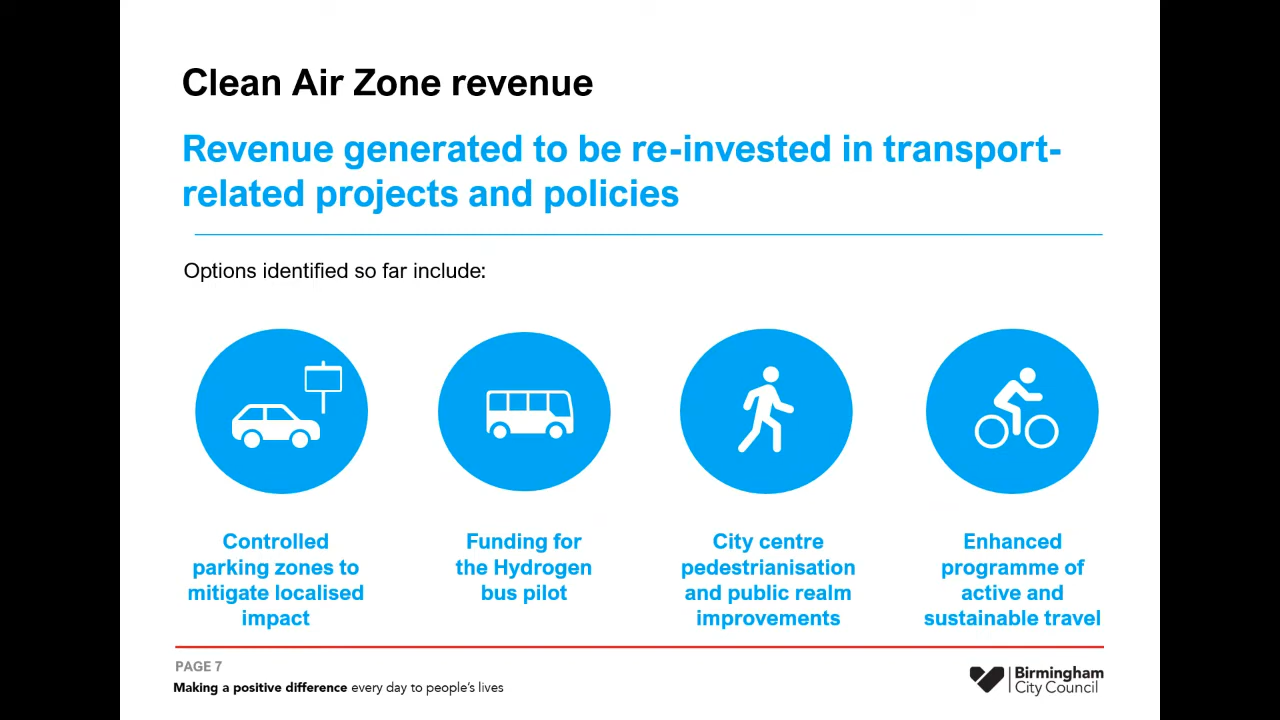 Clean Air Zone revenue
Revenue generated to be re-invested in transport-
related projects and policies
Options identified so far include:
Controlled
parking zones to
mitigate localised
impact
Funding for
the Hydrogen
bus pilot
City centre
pedestrianisation
and public realm
improvements
Enhanced
programme of
active and
sustainable travel
PAGE 7
Making a positive difference every day to people's lives
Birmingham
City Council